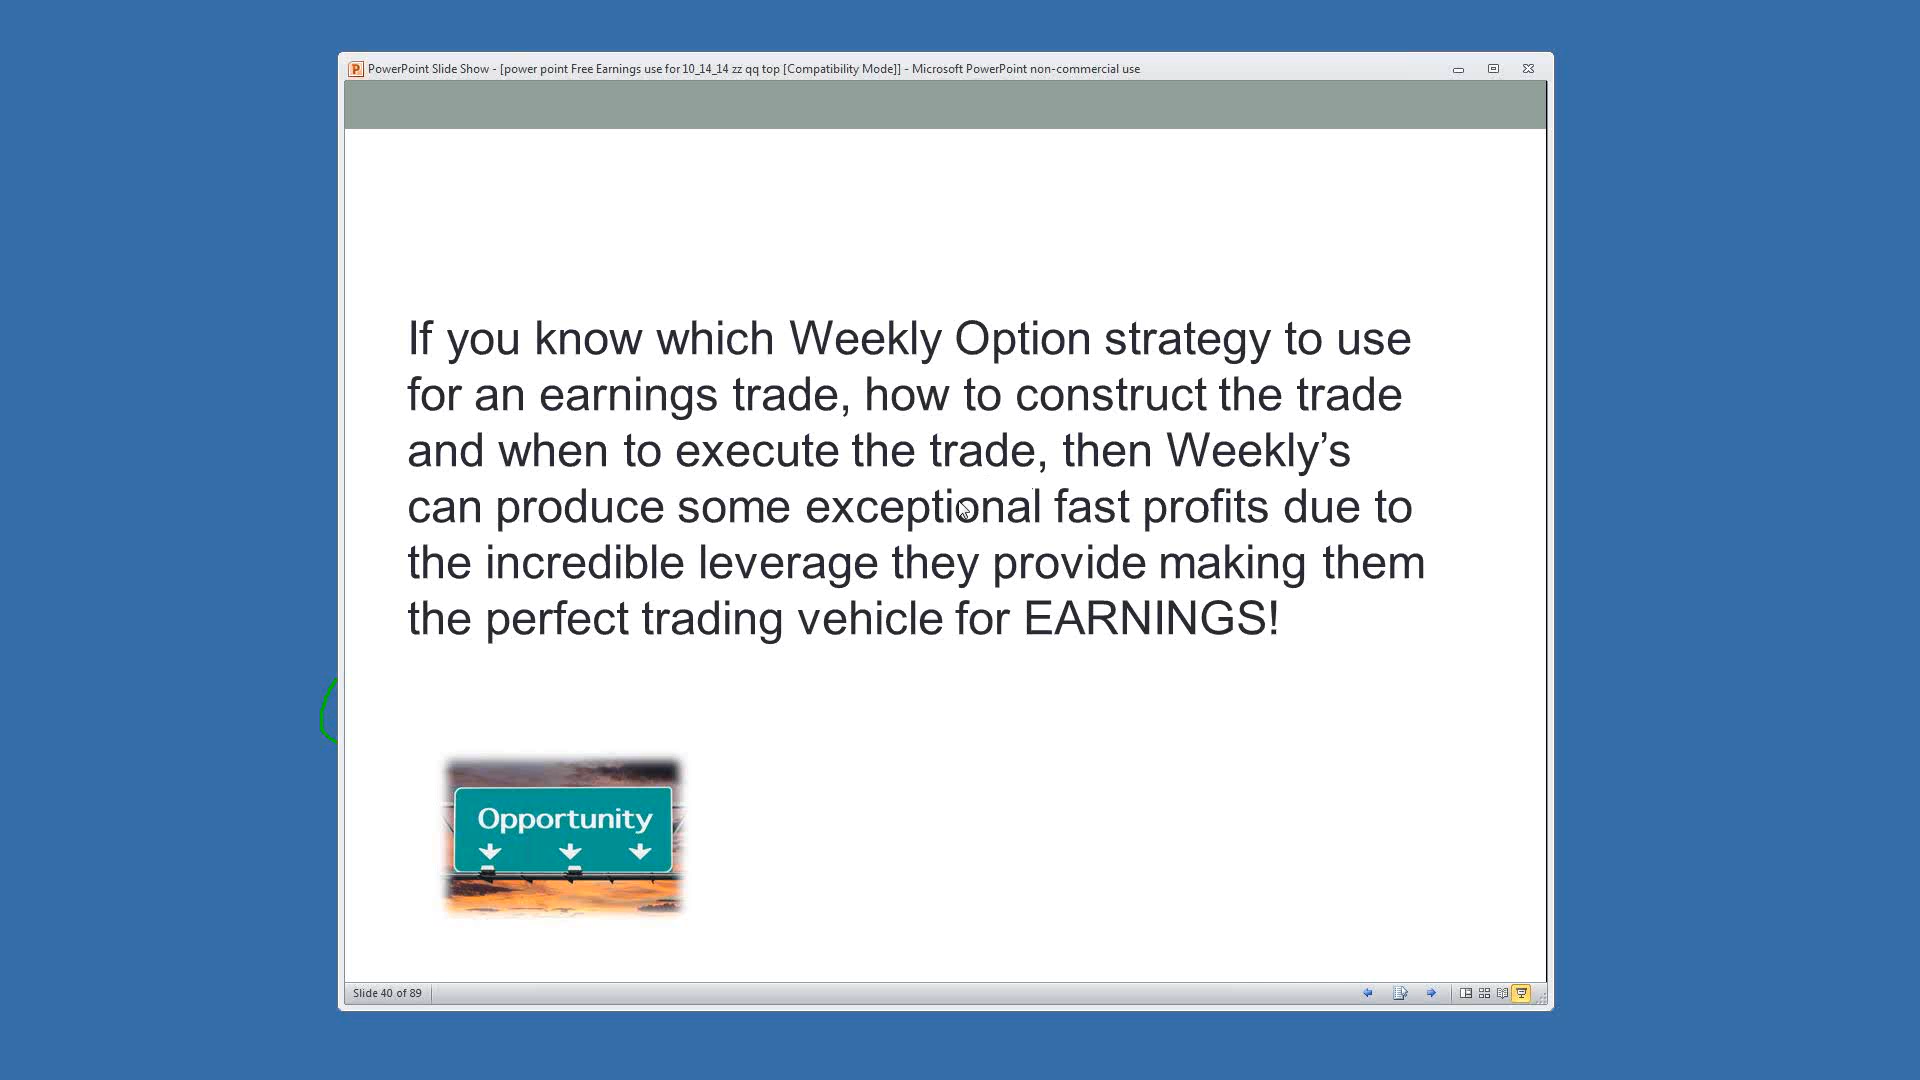 PowerPoint Slide Show - [power point Free Earnings use for 10_14_14 zz qq top [Compatibility Mode]] - Microsoft PowerPoint non-commercial use
If you know which Weekly Option strategy to use
for an earnings trade, how to construct the trade
and when to execute the trade, then Weekly’s
can produce some exceptional fast profits due to
the incredible leverage they provide making them
the perfect trading vehicle for EARNINGS!
Opportunity
Slide 40 of 89